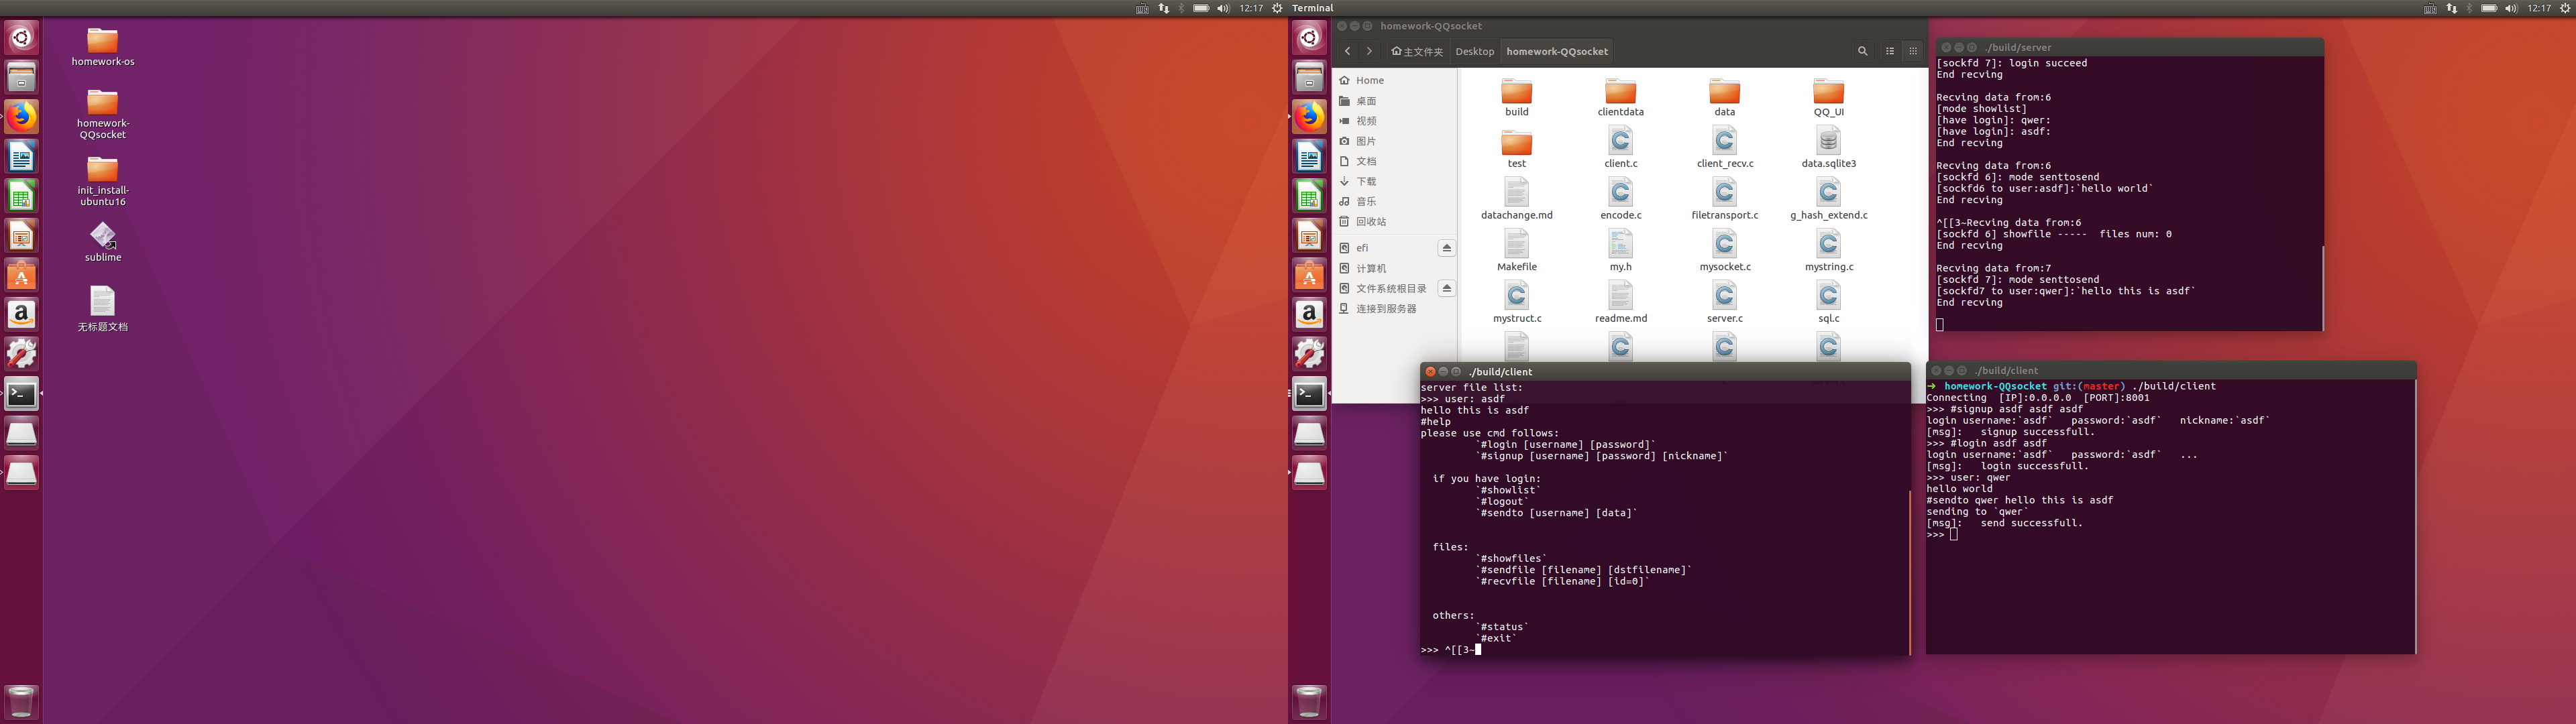 12:17
homework-os
homework-
QQsocket
init_install-
ubuntu16
sublime
无标题文档
Terminal
12:17
homework-QQsocket
主文件夹
Desktop
homework-QQsocket
Home
桌面
视频
图片
文档
下载
音乐
回收站
efi
计算机
文件系统根目录
连接到服务器
build
clientdata
data
QQ_UI
test
client.c
client_recv.c
data.sqlite3
datachange.md
encode.c
filetransport.c
g_hash_extend.c
Makefile
my.h
mysocket.c
mystring.c
mystruct.c
readme.md
server.c
sql.c
./build/server
[sockfd 7]: login succeed
End recving
Recving data from:6
[mode showlist]
[have login]: qwer:
[have login]: asdf:
End recving
Recving data from:6
[sockfd 6]: mode senttosend
[sockfd6 to user:asdf]:`hello world`
End recving
^[[3~Recving data from:6
[sockfd 6] showfile -----  files num: 0
End recving
Recving data from:7
[sockfd 7]: mode senttosend
[sockfd7 to user:qwer]:`hello this is asdf`
End recving
./build/client
server file list:
>>> user: asdf
hello this is asdf
#help
please use cmd follows:
`#login [username] [password]`
`#signup [username] [password] [nickname]`
if you have login:
`#showlist`
`#logout`
`#sendto [username] [data]`
files:
`#showfiles`
`#sendfile [filename] [dstfilename]`
`#recvfile [filename] [id=0]`
others:
`#status`
`#exit`
>>> ^[[3~
./build/client
➜  homework-QQsocket git:(master) ./build/client
Connecting  [IP]:0.0.0.0  [PORT]:8001
>>> #signup asdf asdf asdf
login username:`asdf`   password:`asdf`   nickname:`asdf`
[msg]:   signup successfull.
>>> #login asdf asdf
login username:`asdf`   password:`asdf`   ...
[msg]:   login successfull.
>>> user: qwer
hello world
#sendto qwer hello this is asdf
sending to `qwer`
[msg]:   send successfull.
>>>